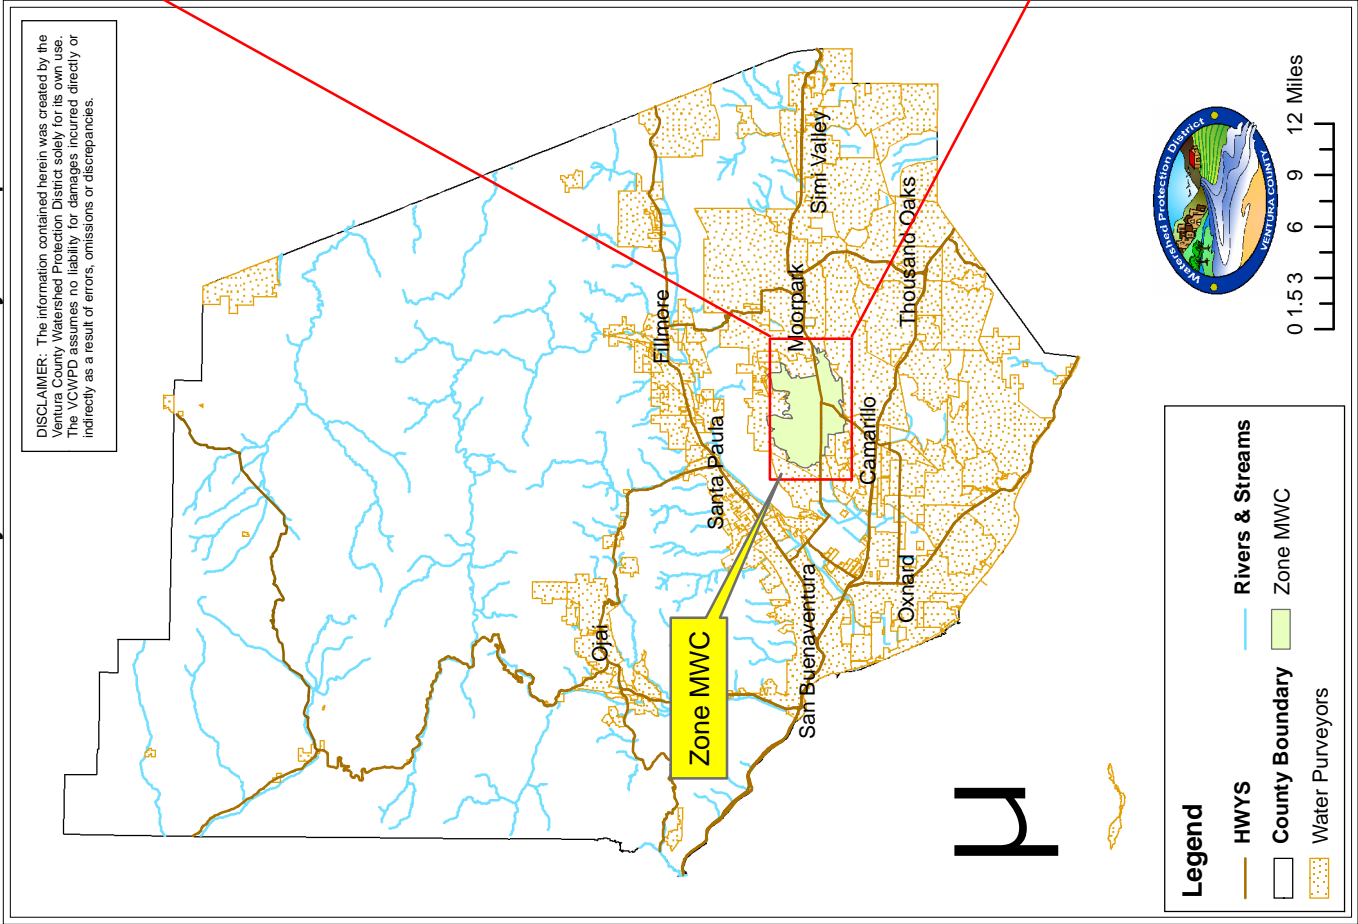 DISCLAIMER: The information contained herein was created by the
Ventura County Watershed Protection District solely for its own use.
The VCWPD assumes no liability for damages incurred directly or
indirectly as a result of errors, omissions or discrepancies.
Ojai
Santa Paula
Fillmore
Moorpark
Simi Valley
Zone MWC
San Buenaventura
Oxnard
Camarillo
Thousand Oaks
µ
Watershed Protection District
VENTURA COUNTY
0 1.5 3 6 9 12 Miles
Legend
HWYS
County Boundary
Water Purveyors
Rivers & Streams
Zone MWC